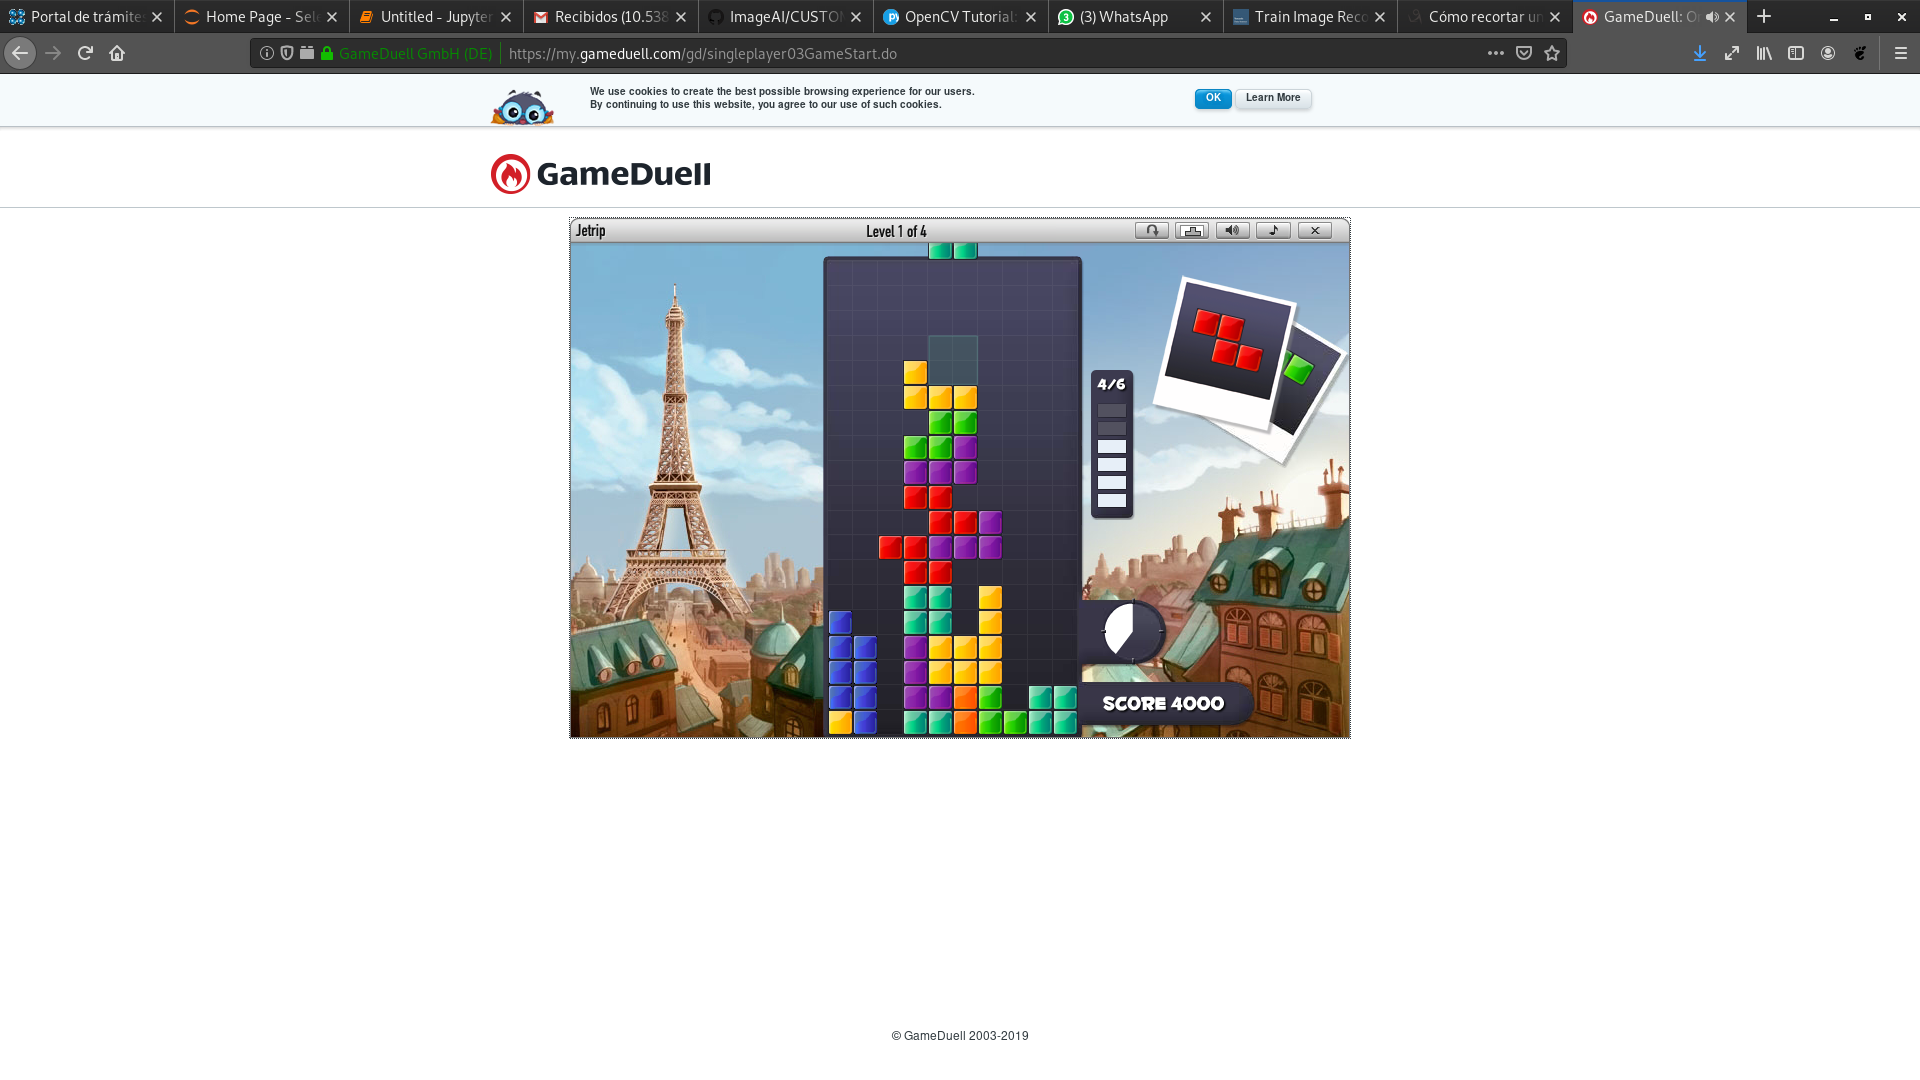 Portal de trámite
Home Page - Sel
Untitled - Jupyter
Recibidos (10.538
ImageAI/CUSTO
OpenCV Tutorial:
(3) WhatsApp
Train Image Reco
Cómo recortar un
GameDuell: O
GameDuell GmbH (DE)
https://my.gameduell.com/gd/singleplayer03GameStart.do
We use cookies to create the best possible browsing experience for our users.
By continuing to use this website, you agree to our use of such cookies.
OK
Learn More
GameDuell
Jetrip
Level 1 of 4
4/6
SCORE 4000
© GameDuell 2003-2019